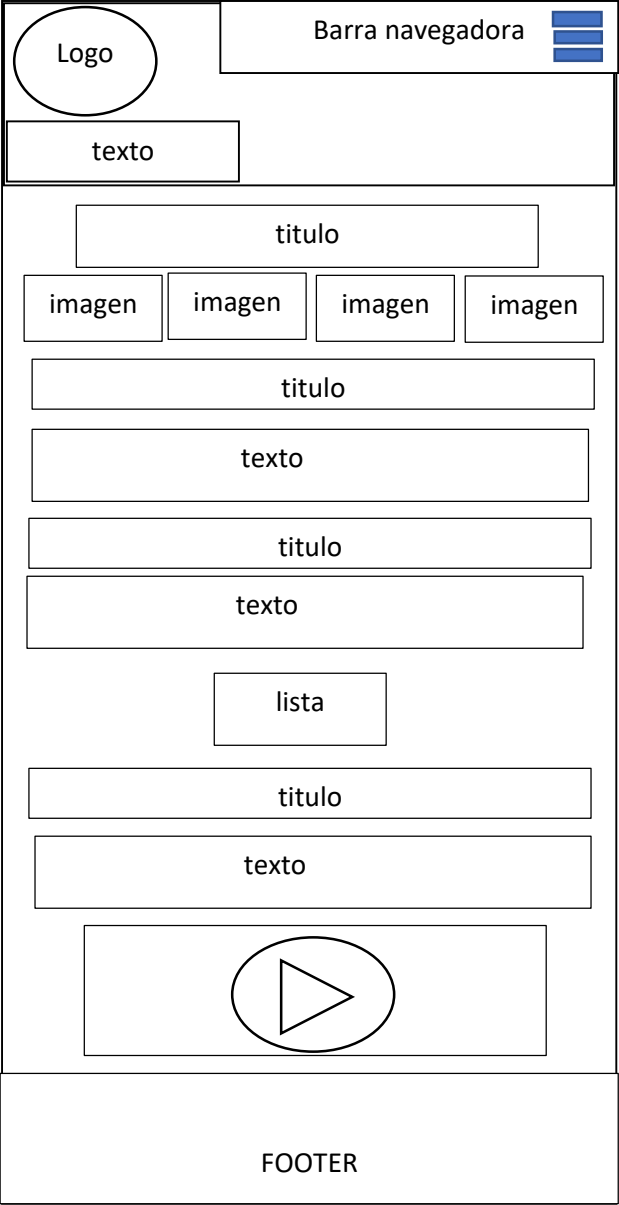 Logo
Barra navegadora
texto
titulo
imagen
imagen
imagen
imagen
titulo
texto
titulo
texto
lista
titulo
texto
FOOTER